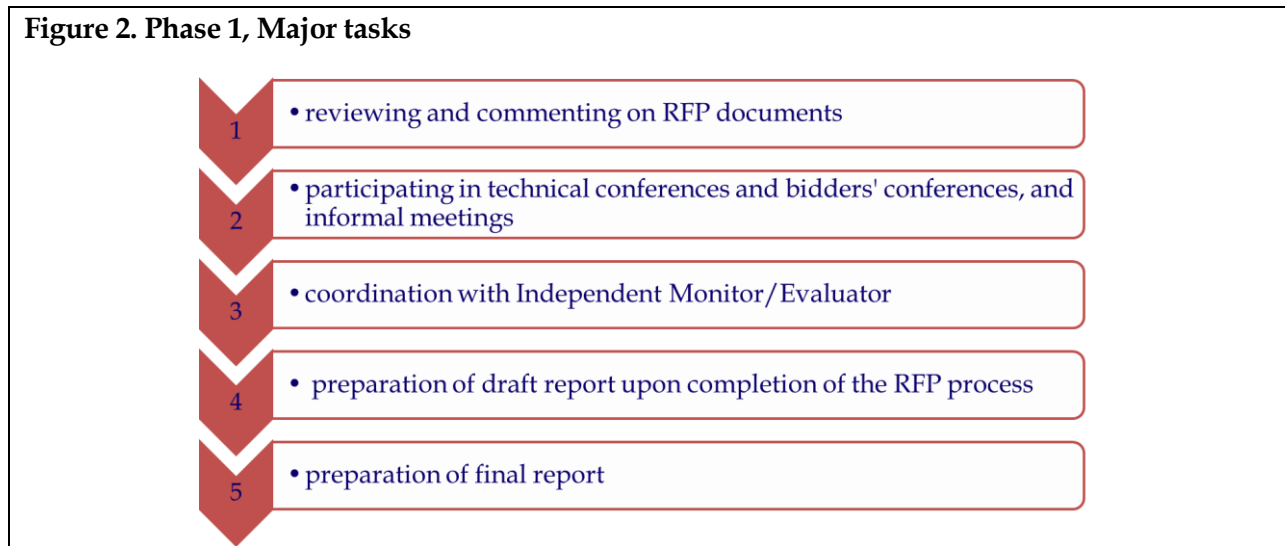 Figure 2. Phase 1, Major tasks
1
• reviewing and commenting on RFP documents
2
• participating in technical conferences and bidders' conferences, and
informal meetings
3
• coordination with Independent Monitor/Evaluator
4
• preparation of draft report upon completion of the RFP process
5
• preparation of final report